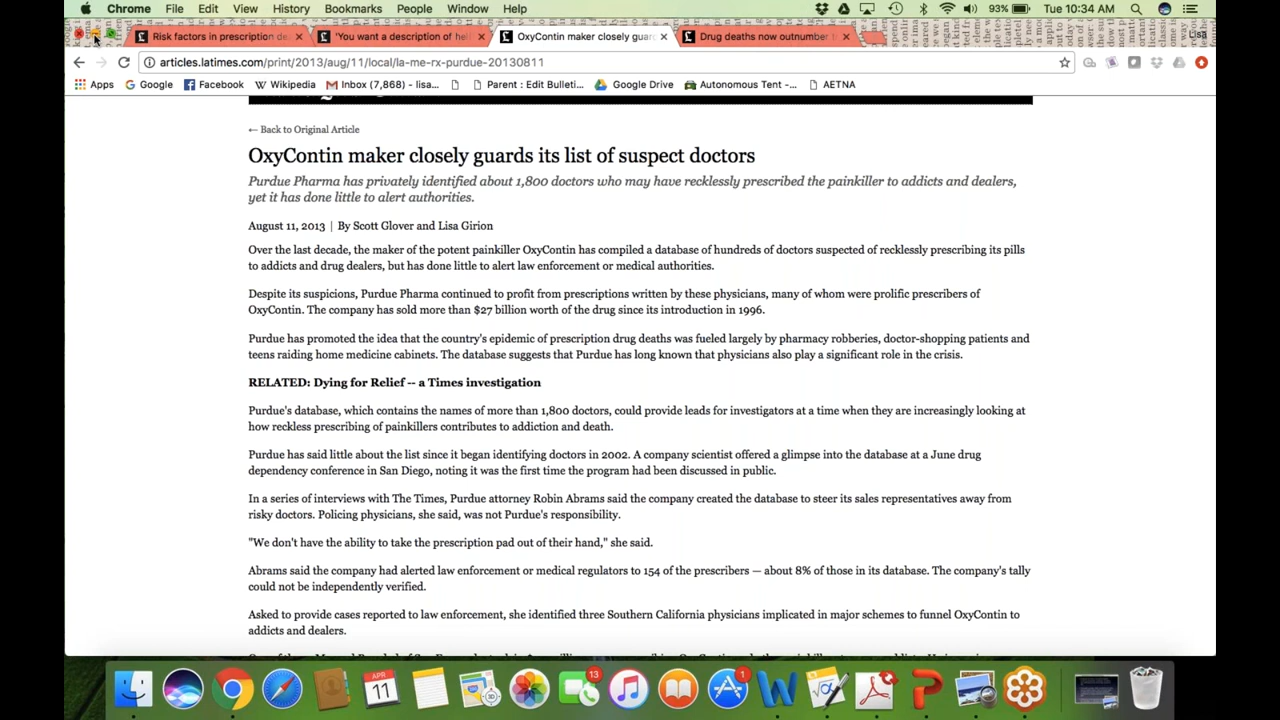 Chrome File Edit View History Bookmarks People Window Help 93% Tue 10:34 AM
Risk factors in prescription de 'You want a description of hel OxyContin maker closely guar Drug deaths now outnumber Lisa
articles.latimes.com/print/2013/aug/11/local/la-me-rx-purdue-20130811
Apps Google Facebook Wikipedia Inbox (7,868) - lisa... Parent : Edit Bulleti... Google Drive Autonomous Tent -... AETNA
← Back to Original Article
OxyContin maker closely guards its list of suspect doctors
Purdue Pharma has privately identified about 1,800 doctors who may have recklessly prescribed the painkiller to addicts and dealers,
yet it has done little to alert authorities.
August 11, 2013 | By Scott Glover and Lisa Girion
Over the last decade, the maker of the potent painkiller OxyContin has compiled a database of hundreds of doctors suspected of recklessly prescribing its pills
to addicts and drug dealers, but has done little to alert law enforcement or medical authorities.
Despite its suspicions, Purdue Pharma continued to profit from prescriptions written by these physicians, many of whom were prolific prescribers of
OxyContin. The company has sold more than $27 billion worth of the drug since its introduction in 1996.
Purdue has promoted the idea that the country's epidemic of prescription drug deaths was fueled largely by pharmacy robberies, doctor-shopping patients and
teens raiding home medicine cabinets. The database suggests that Purdue has long known that physicians also play a significant role in the crisis.
RELATED: Dying for Relief -- a Times investigation
Purdue's database, which contains the names of more than 1,800 doctors, could provide leads for investigators at a time when they are increasingly looking at
how reckless prescribing of painkillers contributes to addiction and death.
Purdue has said little about the list since it began identifying doctors in 2002. A company scientist offered a glimpse into the database at a June drug
dependency conference in San Diego, noting it was the first time the program had been discussed in public.
In a series of interviews with The Times, Purdue attorney Robin Abrams said the company created the database to steer its sales representatives away from
risky doctors. Policing physicians, she said, was not Purdue's responsibility.
"We don't have the ability to take the prescription pad out of their hand," she said.
Abrams said the company had alerted law enforcement or medical regulators to 154 of the prescribers — about 8% of those in its database. The company's tally
could not be independently verified.
Asked to provide cases reported to law enforcement, she identified three Southern California physicians implicated in major schemes to funnel OxyContin to
addicts and dealers.
APR
11
13
1